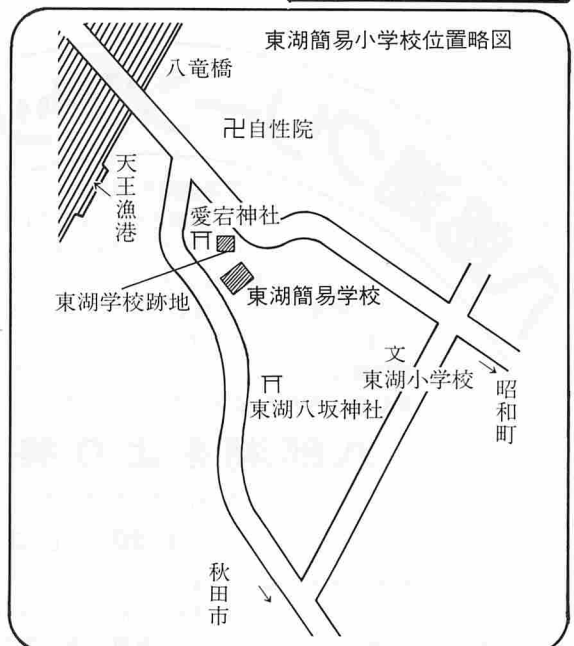 東湖簡易小学校位置略図
八竜橋
卍自性院
天王漁港
愛宕神社
東湖学校跡地
東湖簡易学校
文
東湖小学校
昭和町
東湖八坂神社
秋田市